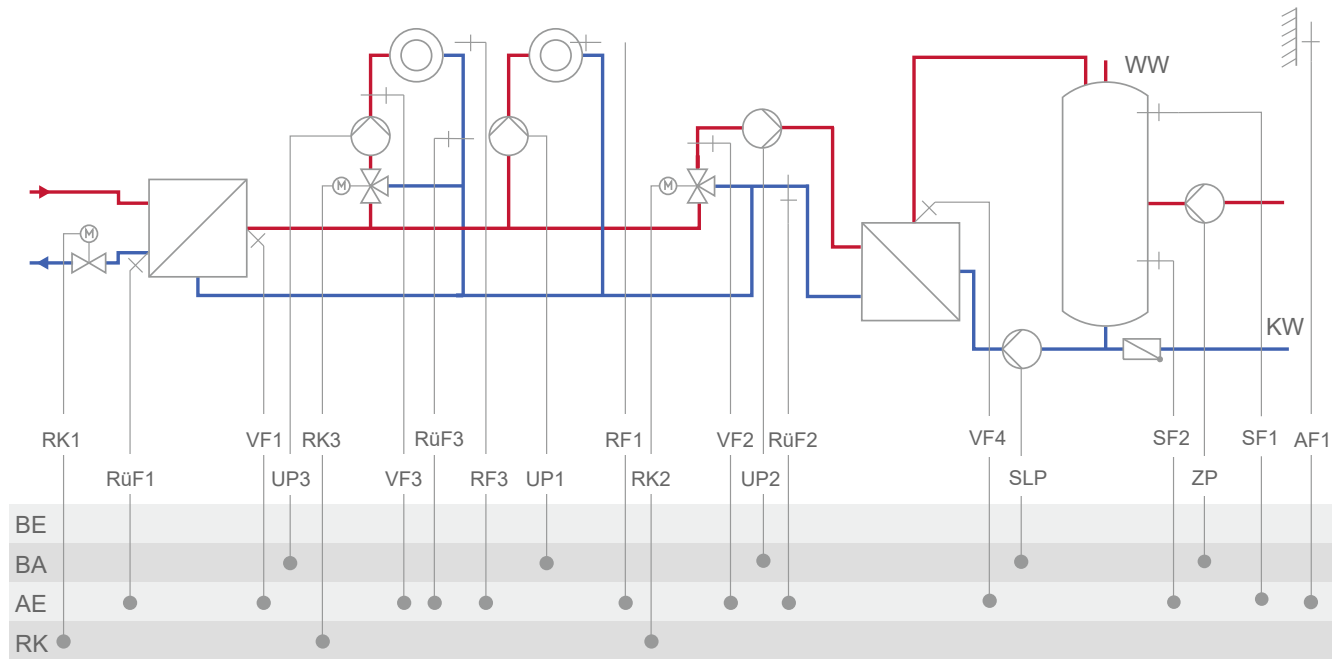 WW
M
M
M
KW
RK1
VF1
RK3
RüF3
RF1
VF2
RüF2
VF4
SF2
SF1
AF1
RüF1
UP3
VF3
RF3
UP1
RK2
UP2
SLP
ZP
BE
BA
AE
RK